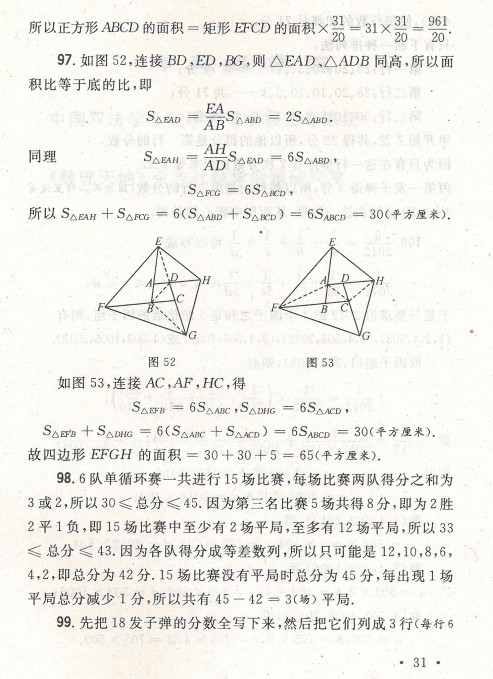 所以正方形 ABCD 的面积 = 矩形 EFCD 的面积 × 31/20 = 31 × 31/20 = 961/20.
97. 如图 52,连接 BD,ED,BG,则 △EAD、△ADB 同高,所以面
积比等于底的比,即
S△EAD = EA/AB S△ABD = 2S△ABD.
同理 S△EAH = AH/AD S△EAD = 6S△ABD,
S△FCG = 6S△BCD,
所以 S△EAH + S△FCG = 6(S△ABD + S△BCD) = 6SABCD = 30(平方厘米).
E
A D H
F B C
G
E
A D H
F B C
G
图 52 图 53
如图 53,连接 AC,AF,HC,得
S△EFB = 6S△ABC,S△DHG = 6S△ACD,
S△EFB + S△DHG = 6(S△ABC + S△ACD) = 6SABCD = 30(平方厘米).
故四边形 EFGH 的面积 = 30 + 30 + 5 = 65(平方厘米).
98. 6 队单循环赛一共进行 15 场比赛,每场比赛两队得分之和为
3 或 2,所以 30 ≤ 总分 ≤ 45. 因为第三名比赛 5 场共得 8 分,即为 2 胜
2 平 1 负,即 15 场比赛中至少有 2 场平局,至多有 12 场平局,所以 33
≤ 总分 ≤ 43. 因为各队得分成等差数列,所以只可能是 12,10,8,6,
4,2,即总分为 42 分. 15 场比赛没有平局时总分为 45 分,每出现 1 场
平局总分减少 1 分,所以共有 45 − 42 = 3(场) 平局.
99. 先把 18 发子弹的分数全写下来,然后把它们列成 3 行(每行 6
· 31 ·